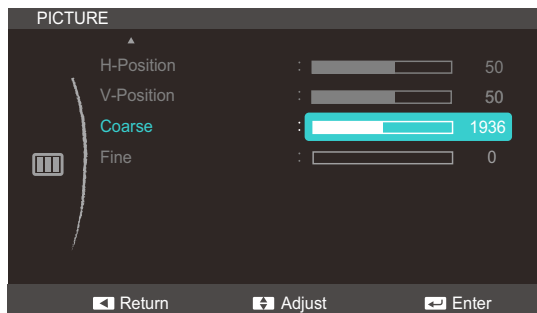 PICTURE
H-Position : 50
V-Position : 50
Coarse : 1936
Fine : 0
Return Adjust Enter